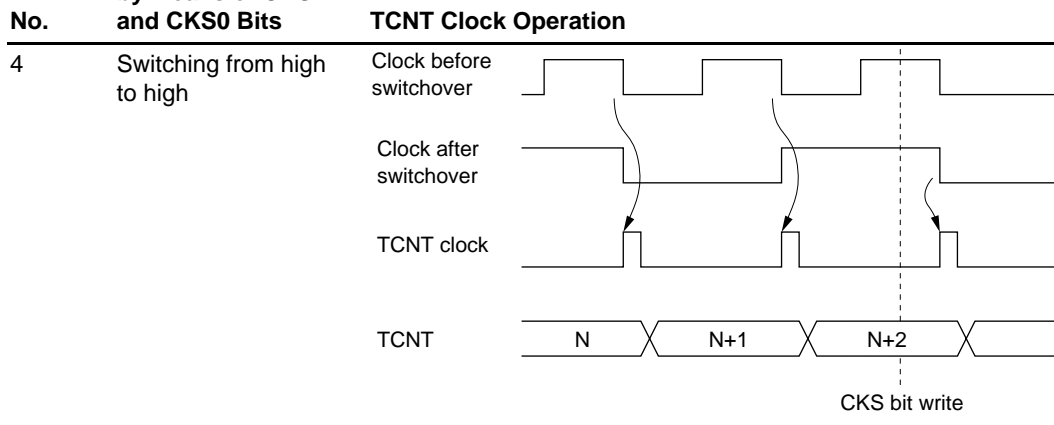 No. and CKS0 Bits TCNT Clock Operation
4 Switching from high Clock before
to high switchover
Clock after
switchover
TCNT clock
TCNT N N+1 N+2
CKS bit write